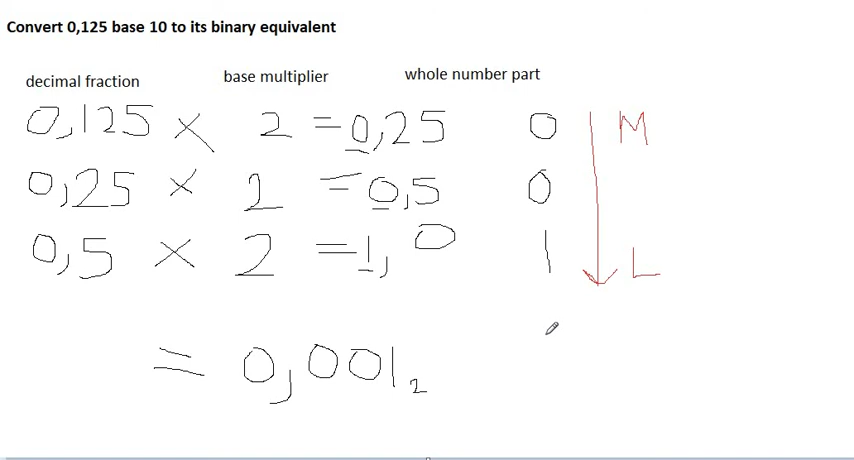 Convert 0,125 base 10 to its binary equivalent
decimal fraction base multiplier whole number part
0,125 × 2 = 0,25 0 M
0,25 × 2 = 0,5 0
0,5 × 2 = 1,0 1 L
= 0,001₂